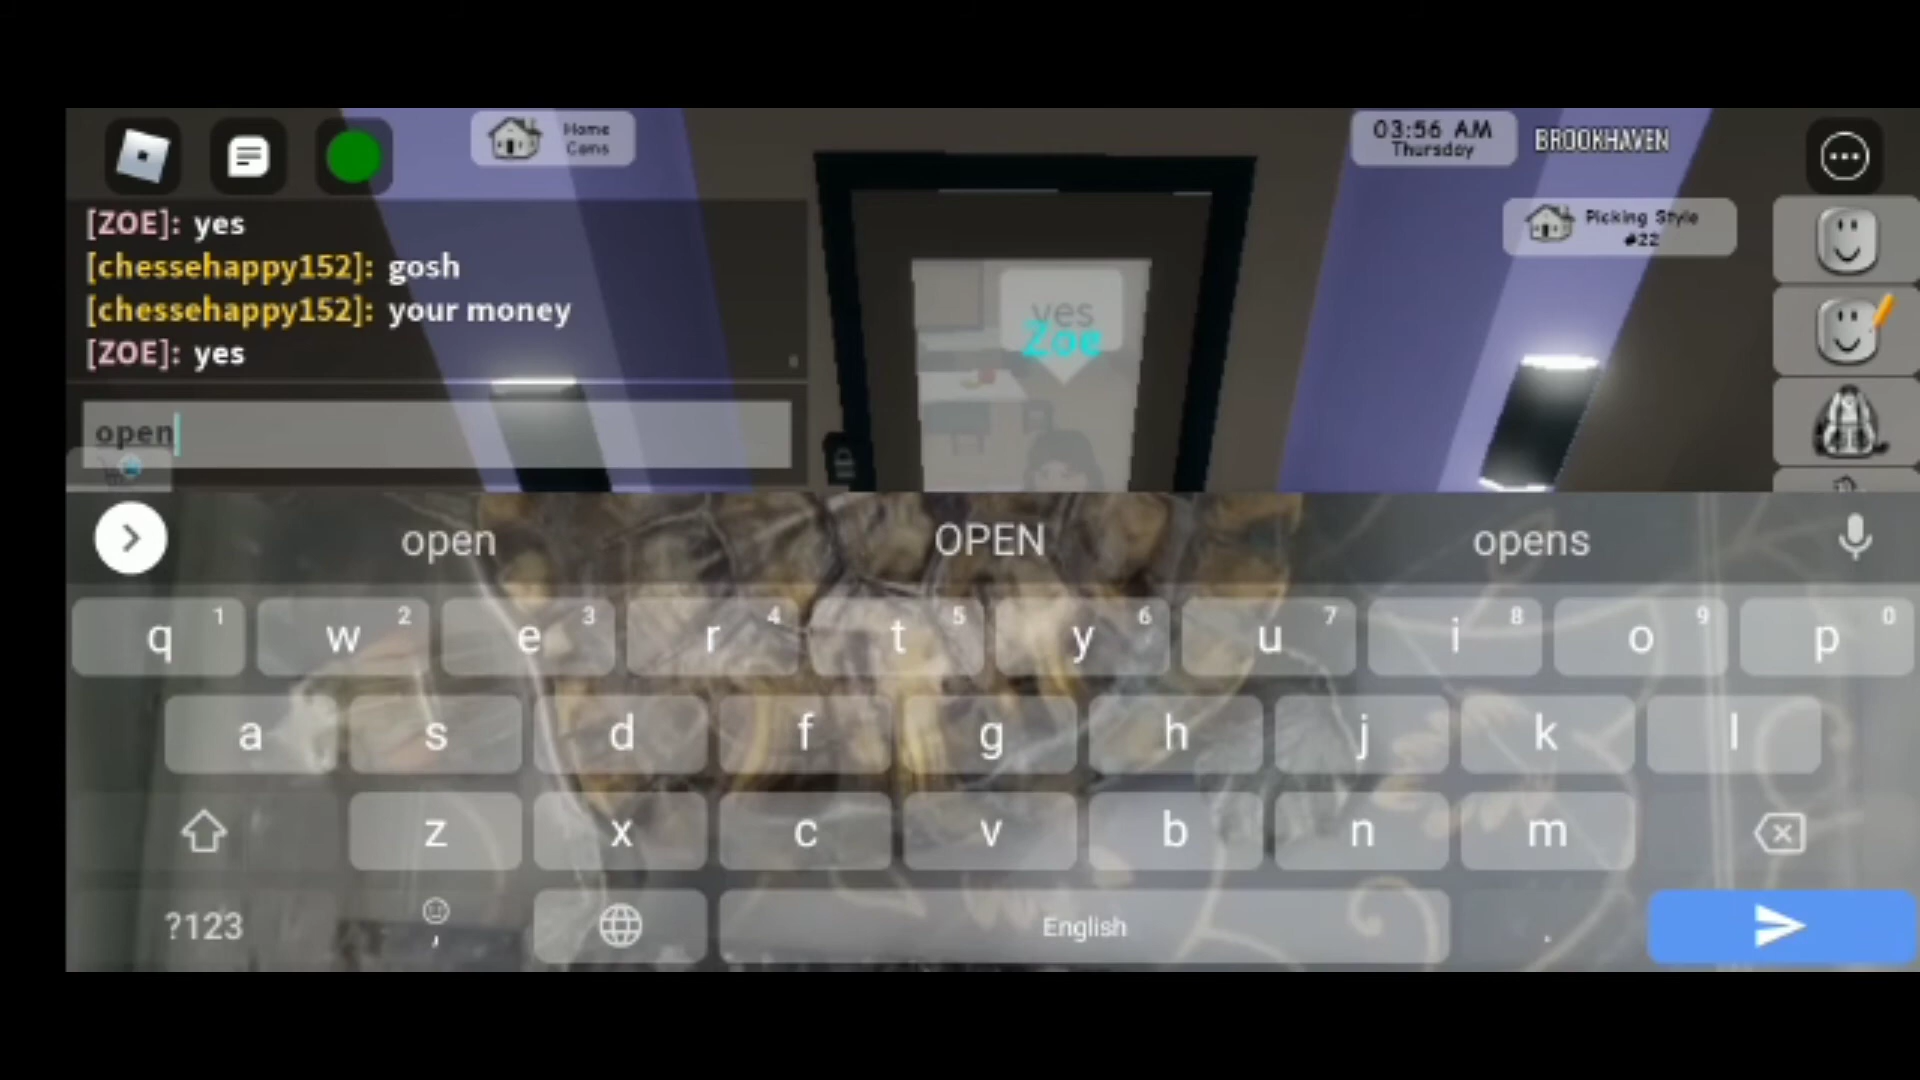 Home
Cams
03:56 AM
Thursday
BROOKHAVEN
Picking Style
#22
[ZOE]: yes
[chessehappy152]: gosh
[chessehappy152]: your money
[ZOE]: yes
yes
Zoe
open
open OPEN opens
q 1 w 2 e 3 r 4 t 5 y 6 u 7 i 8 o 9 p 0
a s d f g h j k l
z x c v b n m
?123 , English .